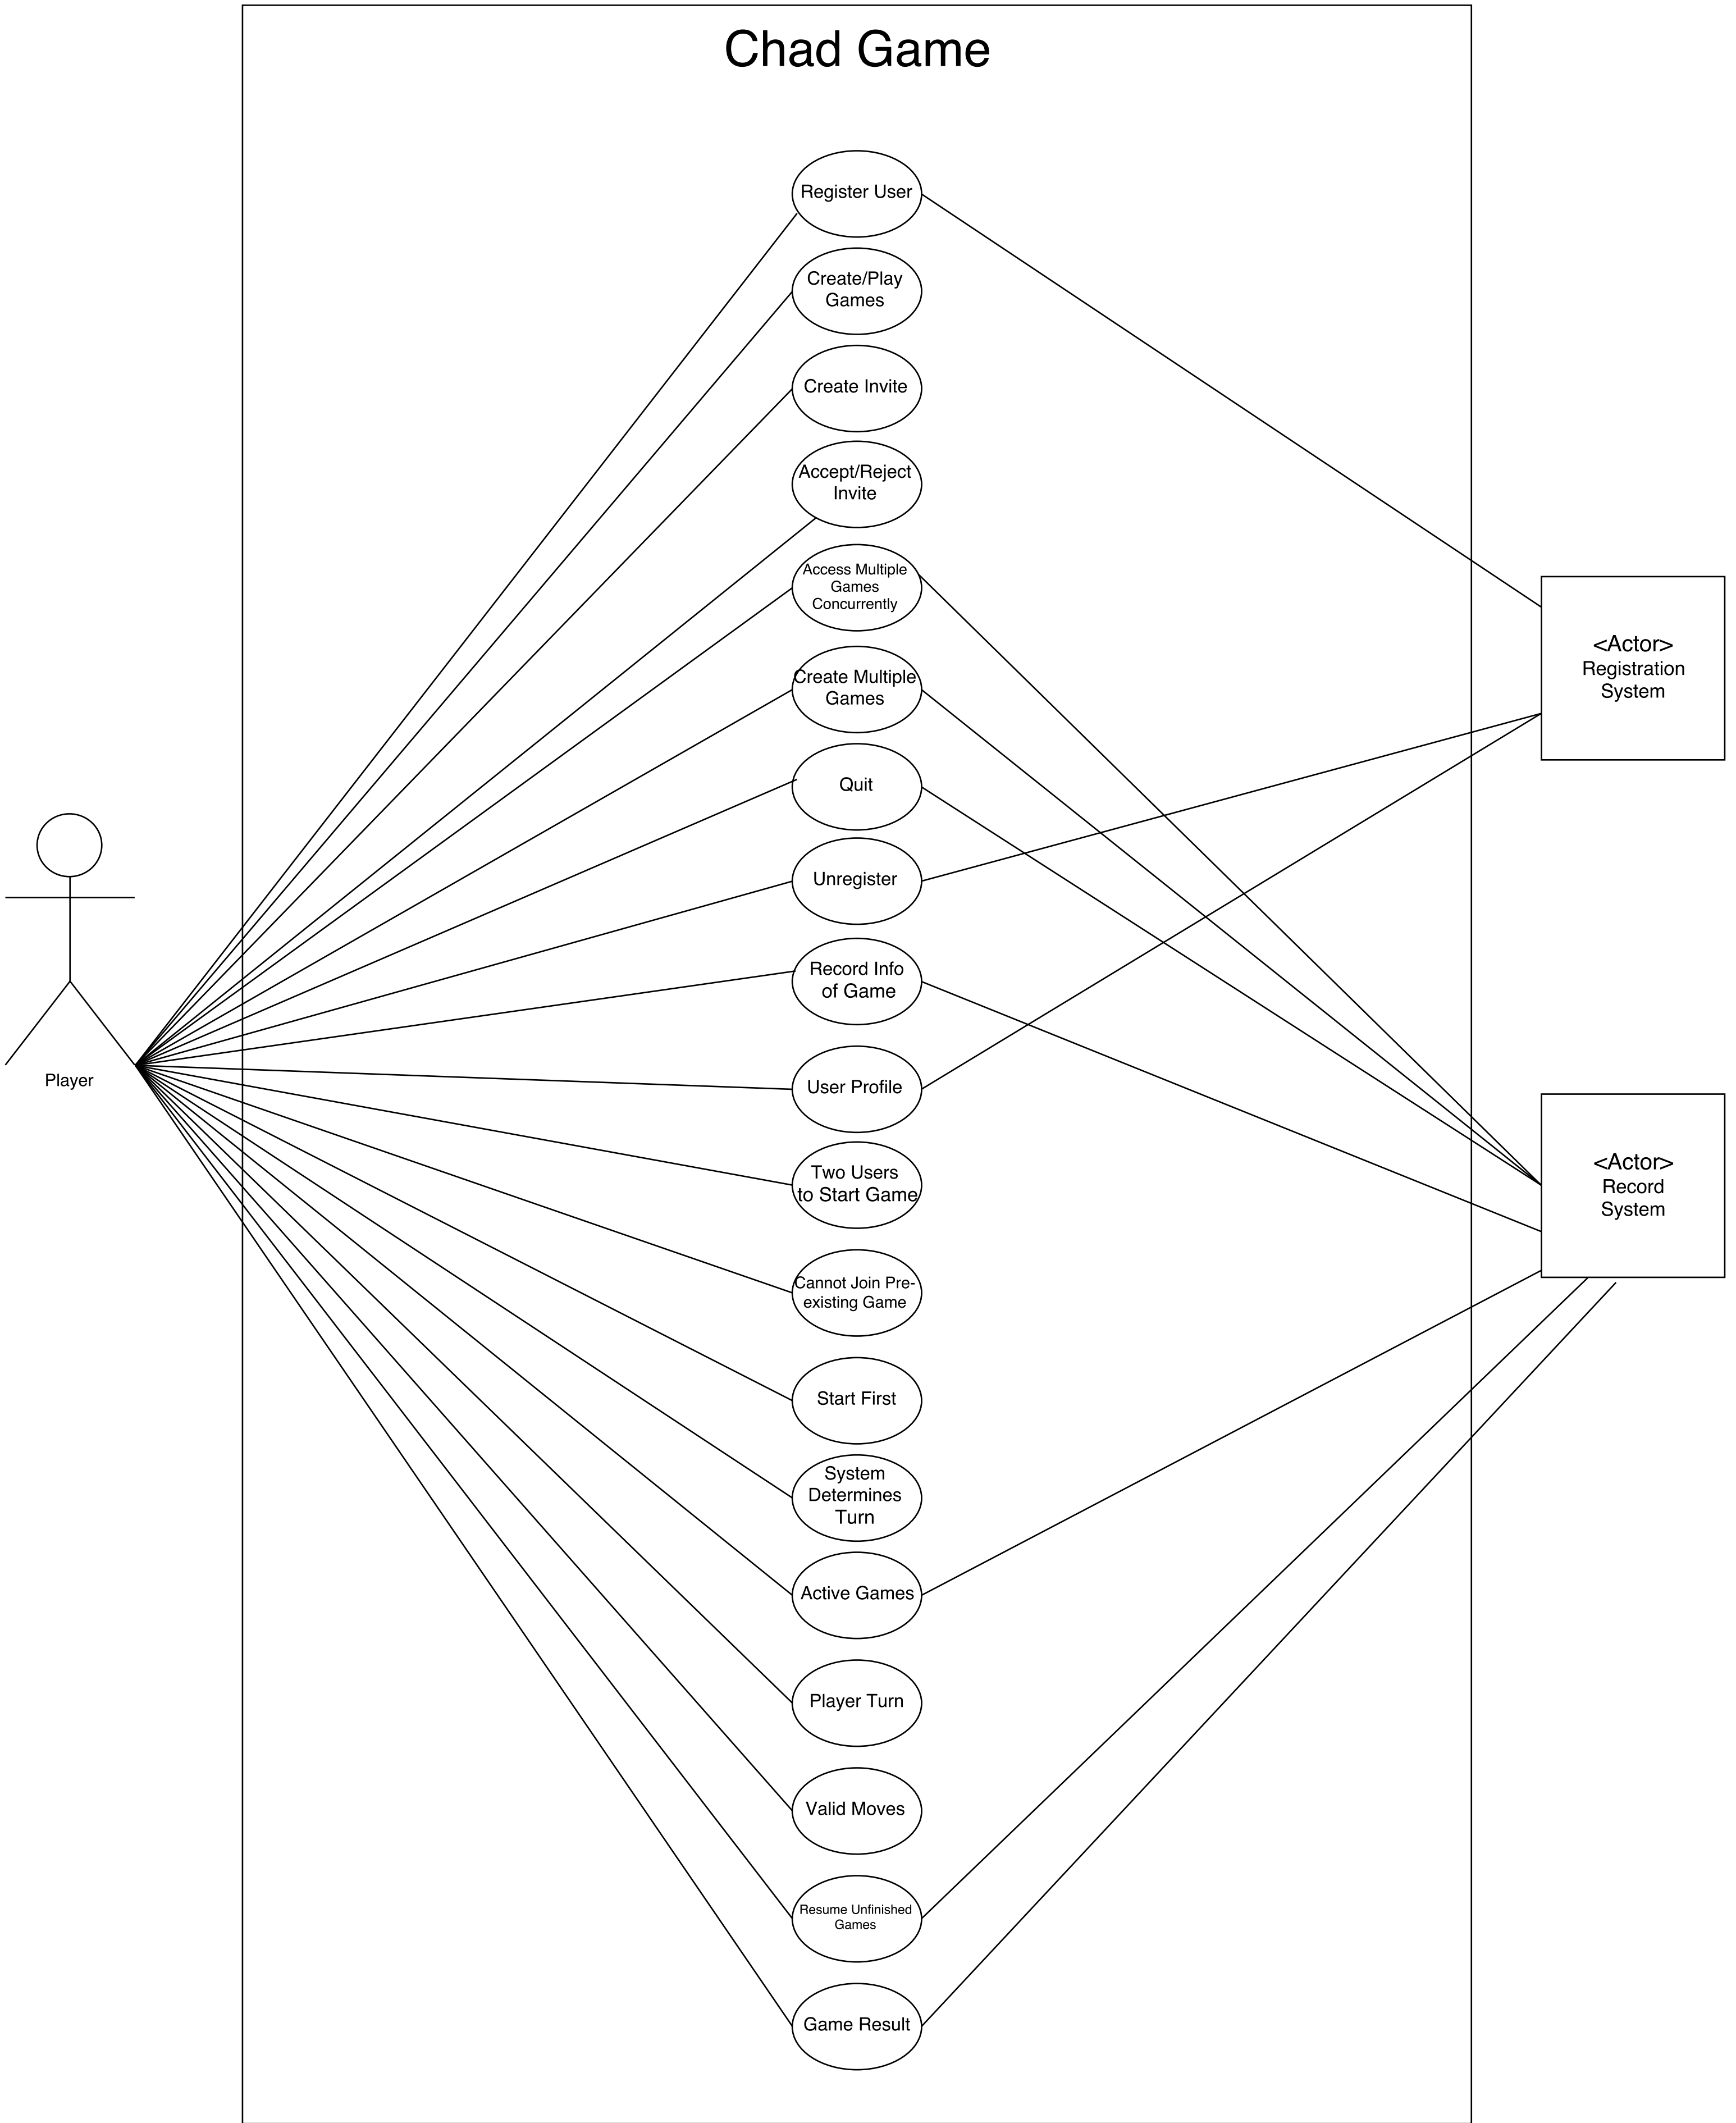 Chad Game
Register User
Create/Play
Games
Create Invite
Accept/Reject
Invite
Access Multiple
Games
Concurrently
Create Multiple
Games
Quit
Unregister
Record Info
of Game
User Profile
Two Users
to Start Game
Cannot Join Pre-
existing Game
Start First
System
Determines
Turn
Active Games
Player Turn
Valid Moves
Resume Unfinished
Games
Game Result
Player
<Actor>
Registration
System
<Actor>
Record
System